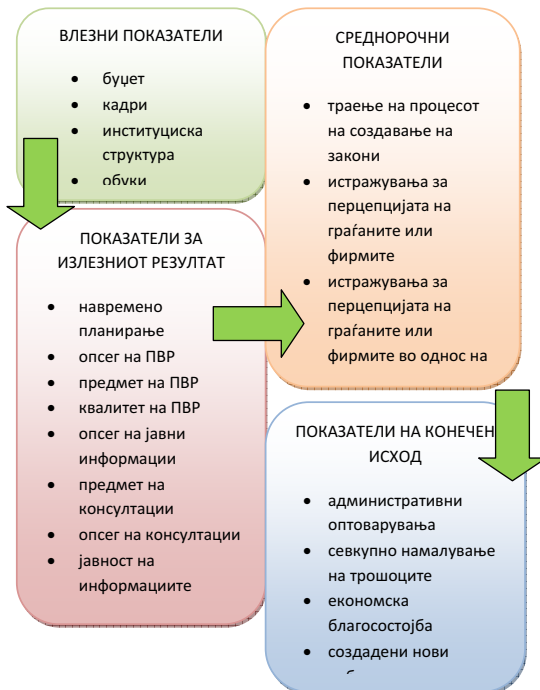 ВЛЕЗНИ ПОКАЗАТЕЛИ
• буџет
• кадри
• институциска
структура
• обуки
ПОКАЗАТЕЛИ ЗА
ИЗЛЕЗНИОТ РЕЗУЛТАТ
• навремено
планирање
• опсег на ПВР
• предмет на ПВР
• квалитет на ПВР
• опсег на јавни
информации
• предмет на
консултации
• опсег на консултации
• јавност на
информациите
СРЕДНОРОЧНИ
ПОКАЗАТЕЛИ
• траење на процесот
на создавање на
закони
• истражувања за
перцепцијата на
граѓаните или
фирмите
• истражувања за
перцепцијата на
граѓаните или
фирмите во однос на
ПОКАЗАТЕЛИ НА КОНЕЧЕН
ИСХОД
• административни
оптоварувања
• севкупно намалување
на трошоците
• економска
благосостојба
• создадени нови